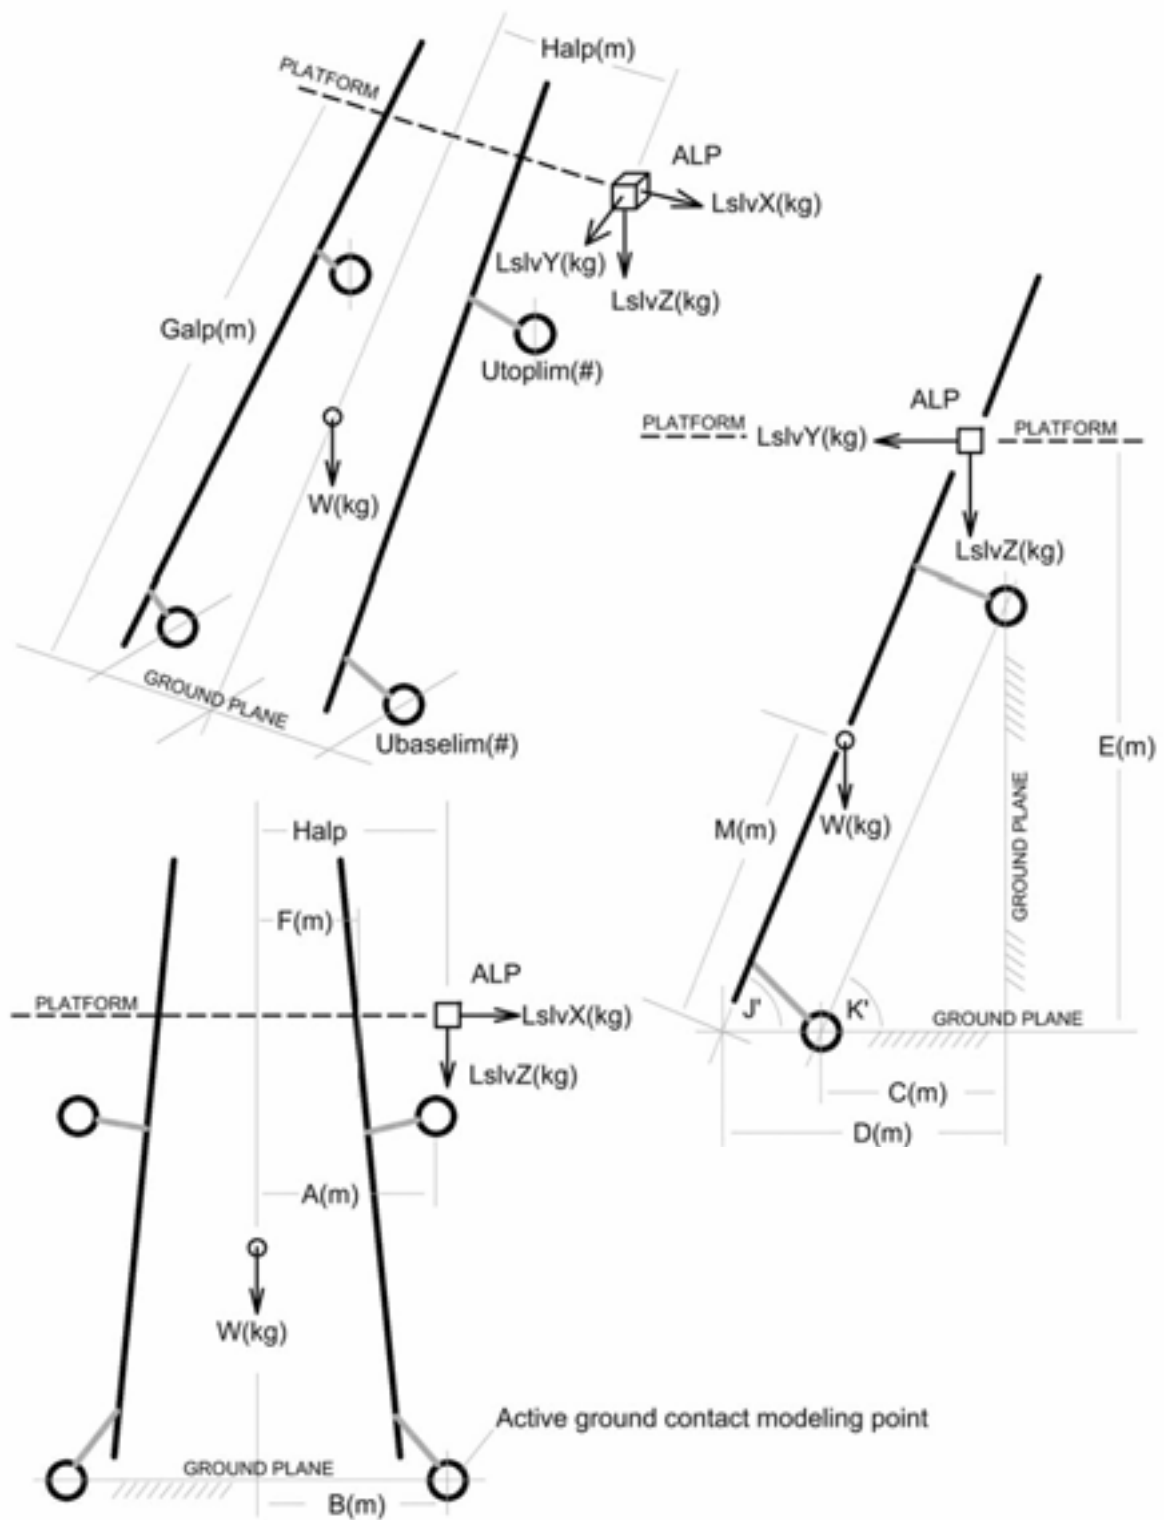 Halp(m)
PLATFORM
ALP
LslvX(kg)
LslvY(kg)
LslvZ(kg)
Galp(m)
Utoplim(#)
W(kg)
GROUND PLANE
Ubaselim(#)
ALP
PLATFORM
LslvY(kg)
PLATFORM
LslvZ(kg)
E(m)
M(m)
W(kg)
GROUND PLANE
J'
K'
GROUND PLANE
C(m)
D(m)
Halp
F(m)
ALP
PLATFORM
LslvX(kg)
LslvZ(kg)
A(m)
W(kg)
Active ground contact modeling point
GROUND PLANE
B(m)